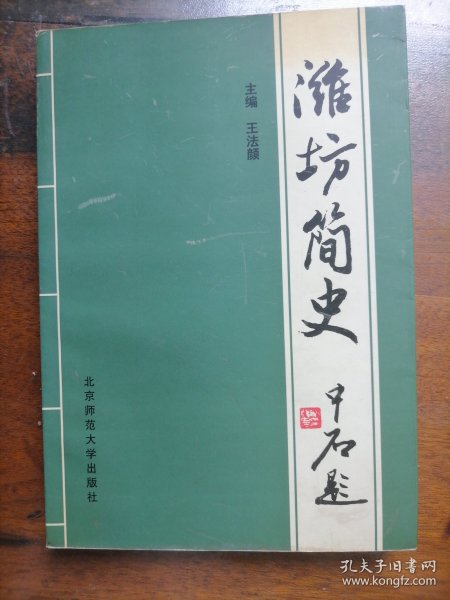 潍坊简史
中石题
主编 王法颜
北京师范大学出版社
孔夫子旧书网
www.kongfz.com